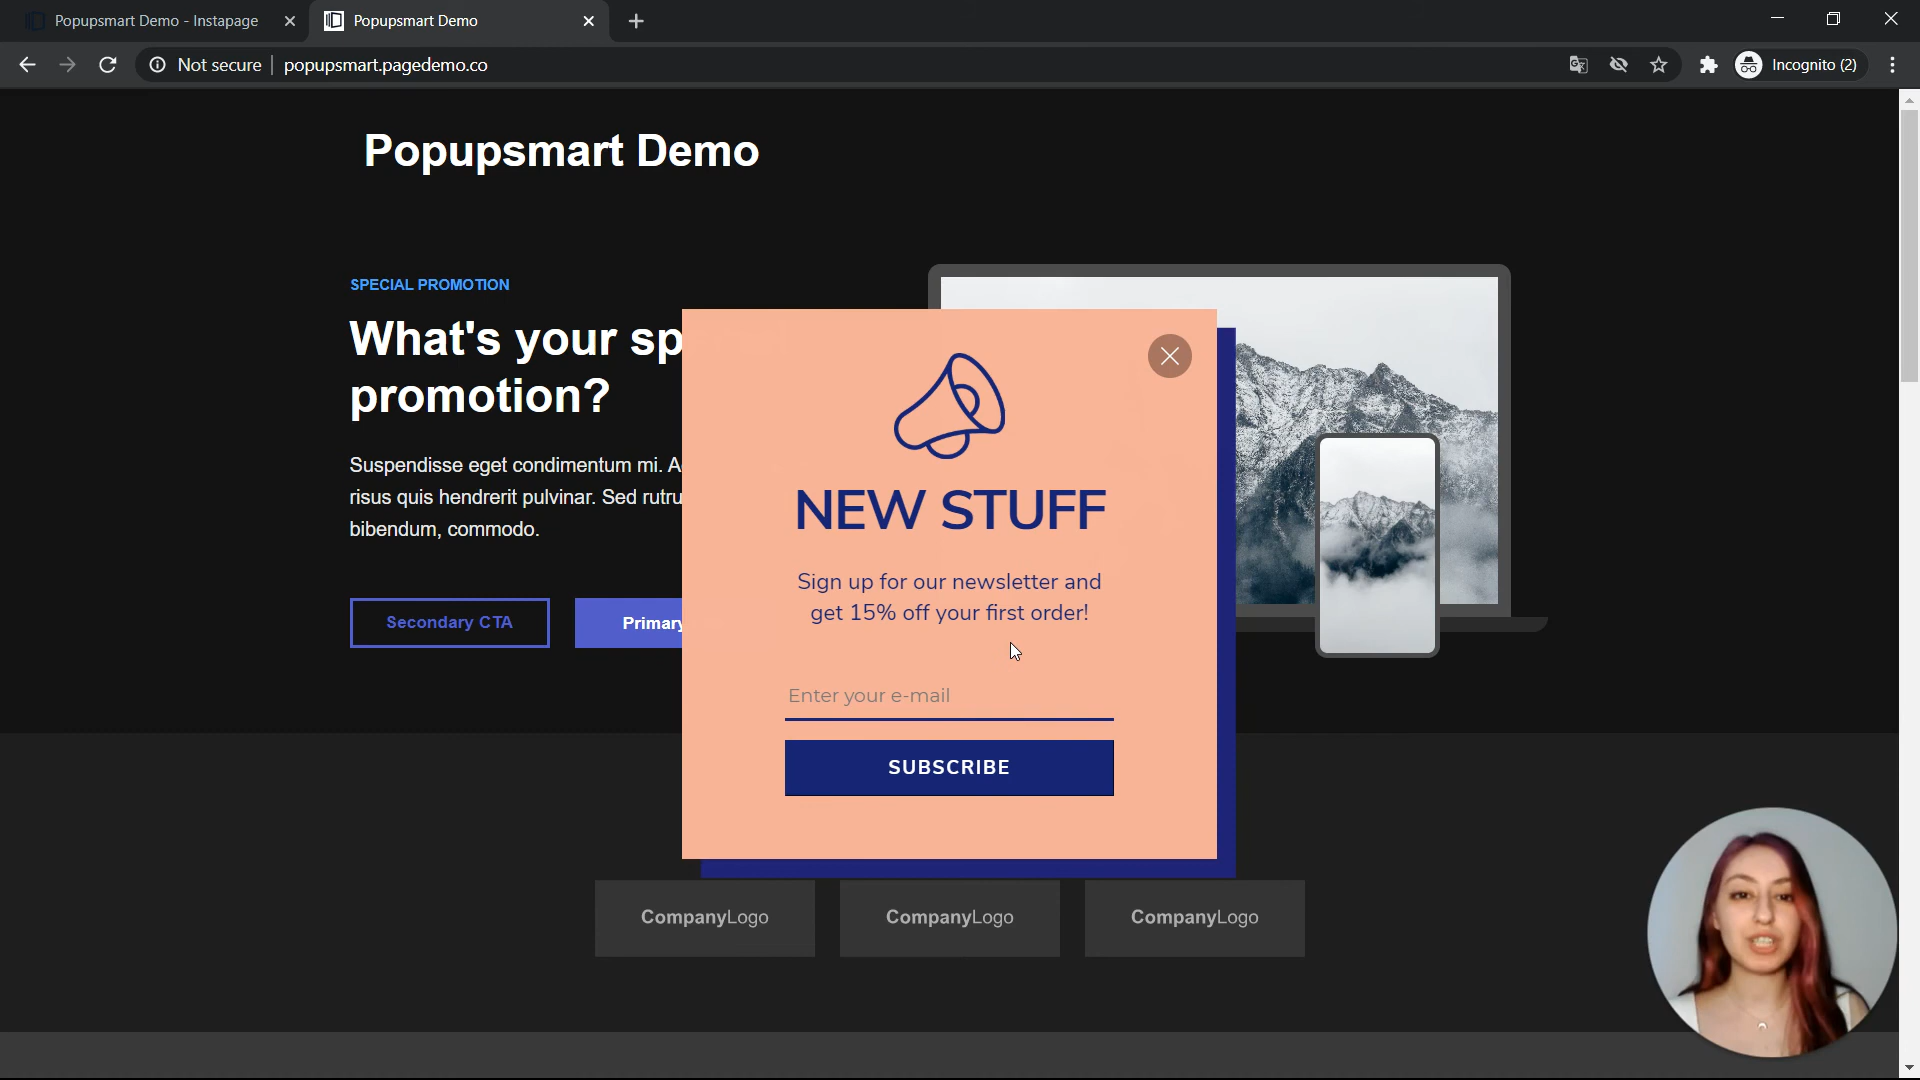 Popupsmart Demo - Instapage
Popupsmart Demo
Not secure
popupsmart.pagedemo.co
Incognito (2)
Popupsmart Demo
SPECIAL PROMOTION
What's your sp
promotion?
Suspendisse eget condimentum mi. A
risus quis hendrerit pulvinar. Sed rutru
bibendum, commodo.
Secondary CTA
Primary
NEW STUFF
Sign up for our newsletter and
get 15% off your first order!
Enter your e-mail
SUBSCRIBE
CompanyLogo
CompanyLogo
CompanyLogo